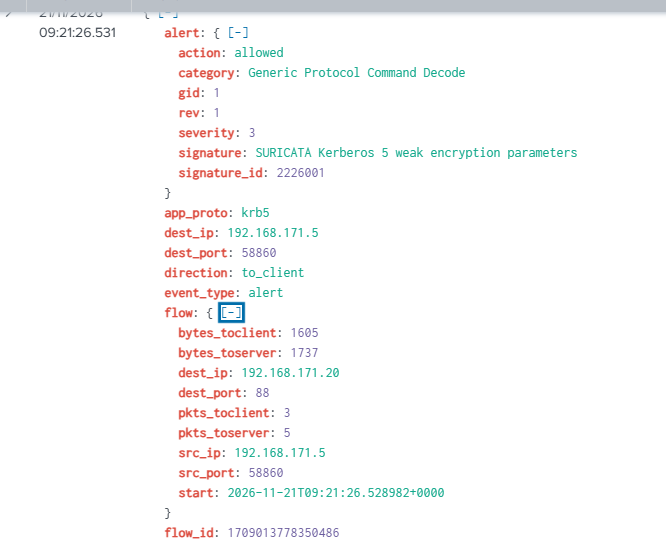 21/11/2026 { [-]
09:21:26.531 alert: { [-]
action: allowed
category: Generic Protocol Command Decode
gid: 1
rev: 1
severity: 3
signature: SURICATA Kerberos 5 weak encryption parameters
signature_id: 2226001
}
app_proto: krb5
dest_ip: 192.168.171.5
dest_port: 58860
direction: to_client
event_type: alert
flow: { [-]
bytes_toclient: 1605
bytes_toserver: 1737
dest_ip: 192.168.171.20
dest_port: 88
pkts_toclient: 3
pkts_toserver: 5
src_ip: 192.168.171.5
src_port: 58860
start: 2026-11-21T09:21:26.528982+0000
}
flow_id: 1709013778350486